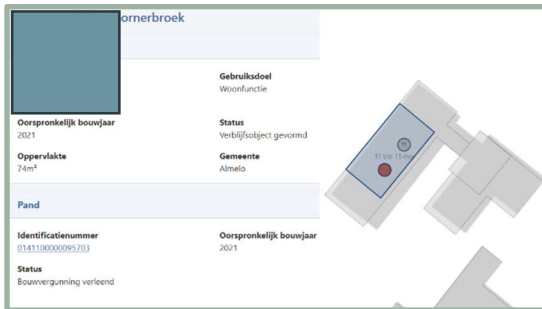 ornerbroek
Gebruiksdoel
Woonfunctie
Oorspronkelijk bouwjaar
2021
Status
Verblijfsobject gevormd
Oppervlakte
74m²
Gemeente
Almelo
Pand
Identificatienummer
0141100000095703
Oorspronkelijk bouwjaar
2021
Status
Bouwvergunning verleend
11 t/m